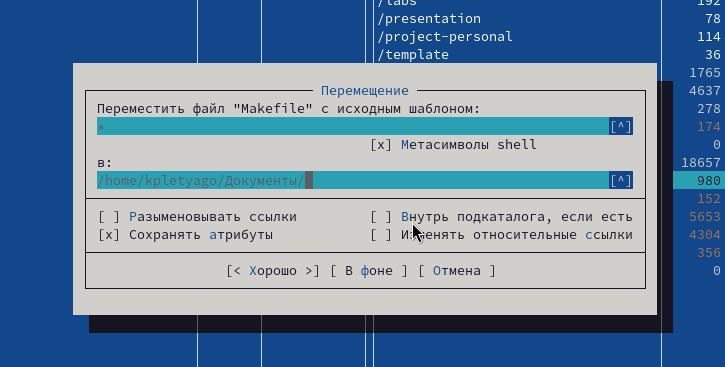 /labs 192
/presentation 78
/project-personal 114
/template 36
1765
Перемещение 4637
Переместить файл "Makefile" с исходным шаблоном: 278
* [^] 174
[x] Метасимволы shell 0
в: 18657
/home/kpletyago/Документы/ [^] 980
152
[ ] Разыменовывать ссылки [ ] Внутрь подкаталога, если есть 5653
[x] Сохранять атрибуты [ ] Изменять относительные ссылки 4304
356
[< Хорошо >] [ В фоне ] [ Отмена ] 0